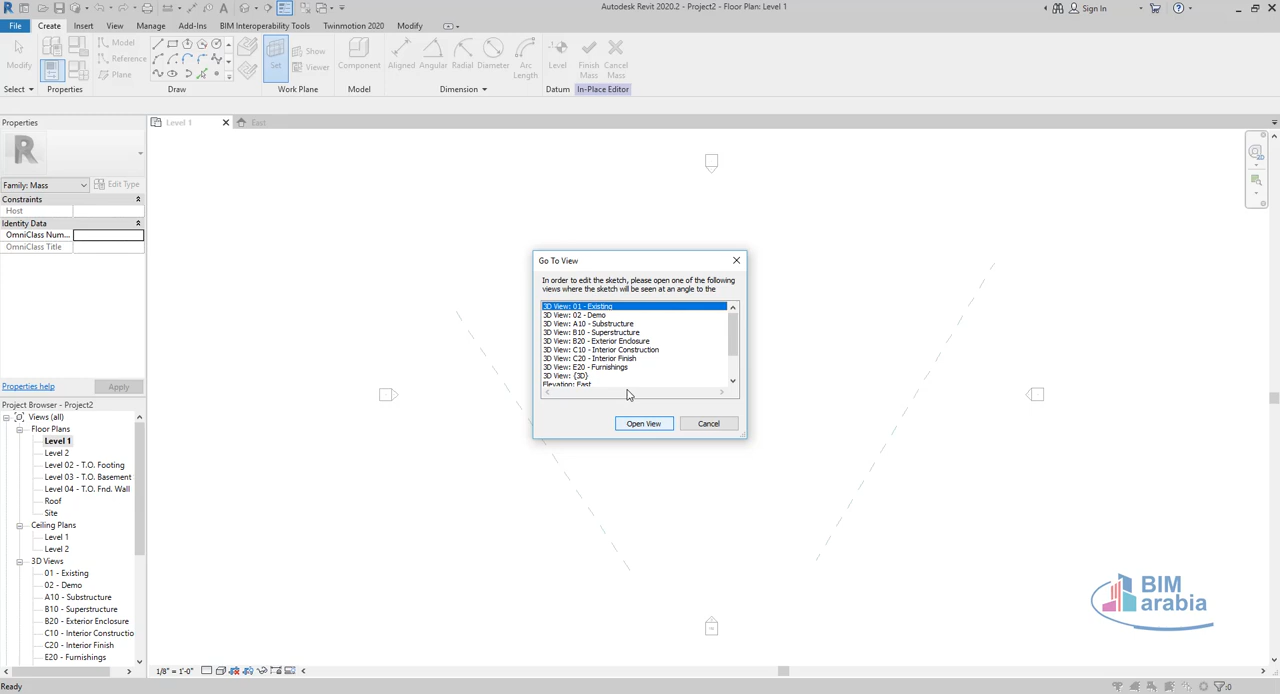 Autodesk Revit 2020.2 - Project2 - Floor Plan: Level 1
Sign In
File Create Insert View Manage Add-Ins BIM Interoperability Tools Twinmotion 2020 Modify
Modify
Model
Reference
Plane
Set
Show
Viewer
Component
Aligned Angular Radial Diameter Arc Length
Level
Finish Mass
Cancel Mass
Select Properties Draw Work Plane Model Dimension Datum In-Place Editor
Properties
Level 1
East
Family: Mass
Edit Type
Constraints
Host
Identity Data
OmniClass Num...
OmniClass Title
Properties help
Apply
Project Browser - Project2
Views (all)
Floor Plans
Level 1
Level 2
Level 02 - T.O. Footing
Level 03 - T.O. Basement
Level 04 - T.O. Fnd. Wall
Roof
Site
Ceiling Plans
Level 1
Level 2
3D Views
01 - Existing
02 - Demo
A10 - Substructure
B10 - Superstructure
B20 - Exterior Enclosure
C10 - Interior Constructio
C20 - Interior Finish
E20 - Furnishings
Go To View
In order to edit the sketch, please open one of the following
views where the sketch will be seen at an angle to the
3D View: 01 - Existing
3D View: 02 - Demo
3D View: A10 - Substructure
3D View: B10 - Superstructure
3D View: B20 - Exterior Enclosure
3D View: C10 - Interior Construction
3D View: C20 - Interior Finish
3D View: E20 - Furnishings
3D View: {3D}
Elevation: East
Open View
Cancel
BIM
arabia
1/8" = 1'-0"
Ready
:0